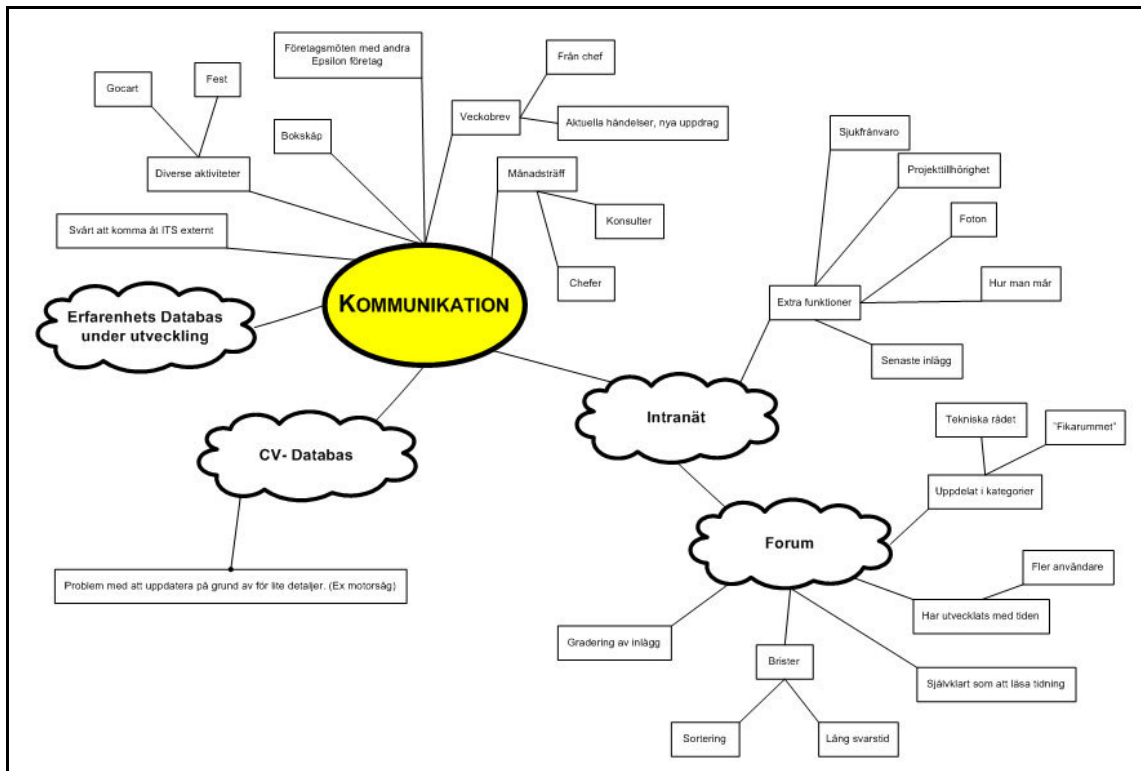 Företagsmöten med andra
Epsilon företag
Från chef
Fest
Gocart
Veckobrev
Aktuella händelser, nya uppdrag
Bokskåp
Sjukfrånvaro
Diverse aktiviteter
Månadsträff
Projekttillhörighet
Konsulter
Foton
Svårt att komma åt ITS externt
Chefer
Hur man mår
KOMMUNIKATION
Extra funktioner
Erfarenhets Databas
under utveckling
Senaste inlägg
Intranät
Tekniska rådet
"Fikarummet"
CV- Databas
Uppdelat i kategorier
Forum
Problem med att uppdatera på grund av för lite detaljer. (Ex motorsåg)
Fler användare
Har utvecklats med tiden
Gradering av inlägg
Brister
Självklart som att läsa tidning
Sortering
Lång svarstid